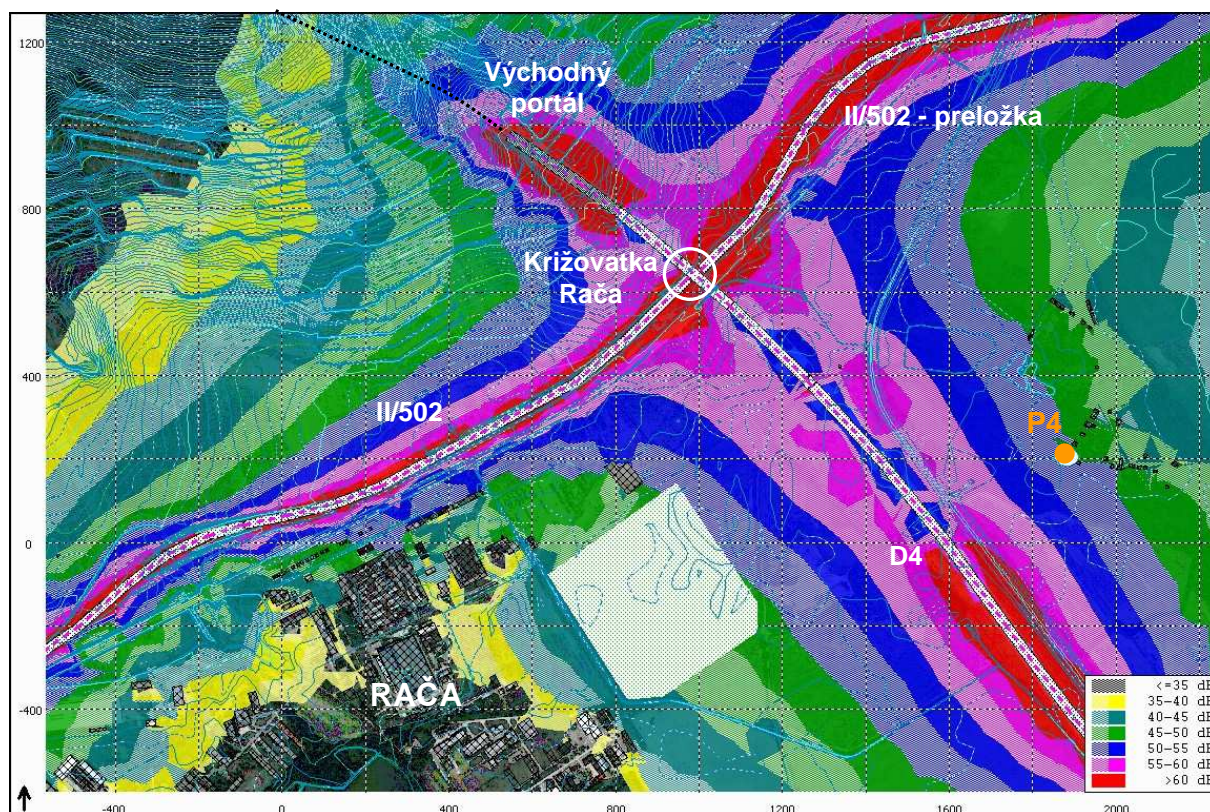 1200
Východný
portál
II/502 - preložka
800
Križovatka
Rača
400
II/502
P4
0
D4
RAČA
-400
<=35 dB
35-40 dB
40-45 dB
45-50 dB
50-55 dB
55-60 dB
>60 dB
-400 0 400 800 1200 1600 2000